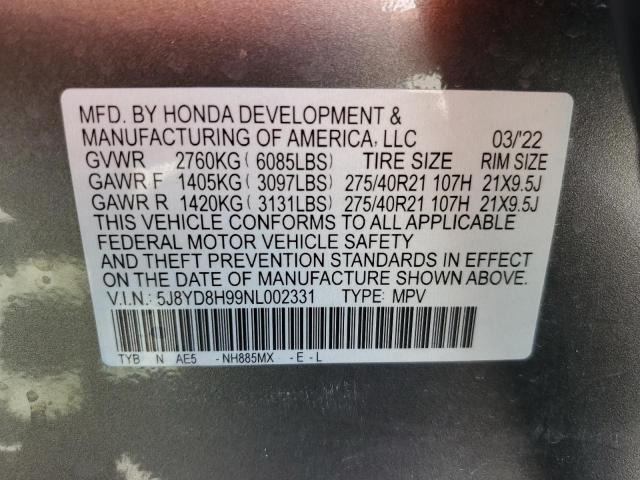 MFD. BY HONDA DEVELOPMENT &
MANUFACTURING OF AMERICA, LLC 03/'22
GVWR 2760KG ( 6085LBS) TIRE SIZE RIM SIZE
GAWR F 1405KG ( 3097LBS) 275/40R21 107H 21X9.5J
GAWR R 1420KG ( 3131LBS) 275/40R21 107H 21X9.5J
THIS VEHICLE CONFORMS TO ALL APPLICABLE
FEDERAL MOTOR VEHICLE SAFETY
AND THEFT PREVENTION STANDARDS IN EFFECT
ON THE DATE OF MANUFACTURE SHOWN ABOVE.
V.I.N.: 5J8YD8H99NL002331 TYPE: MPV
TYB N AE5 -NH885MX -E-L